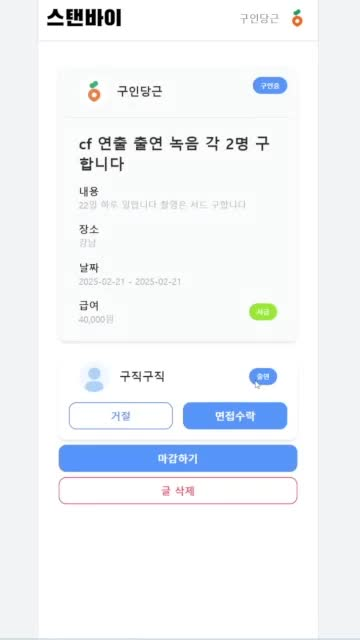 스탠바이
구인당근
구인당근
구인중
cf 연출 출연 녹음 각 2명 구
합니다
내용
22일 하루 일합니다 촬영은 서드 구합니다
장소
강남
날짜
2025-02-21 - 2025-02-21
급여
40,000원
시급
구직구직
출연
거절
면접수락
마감하기
글 삭제